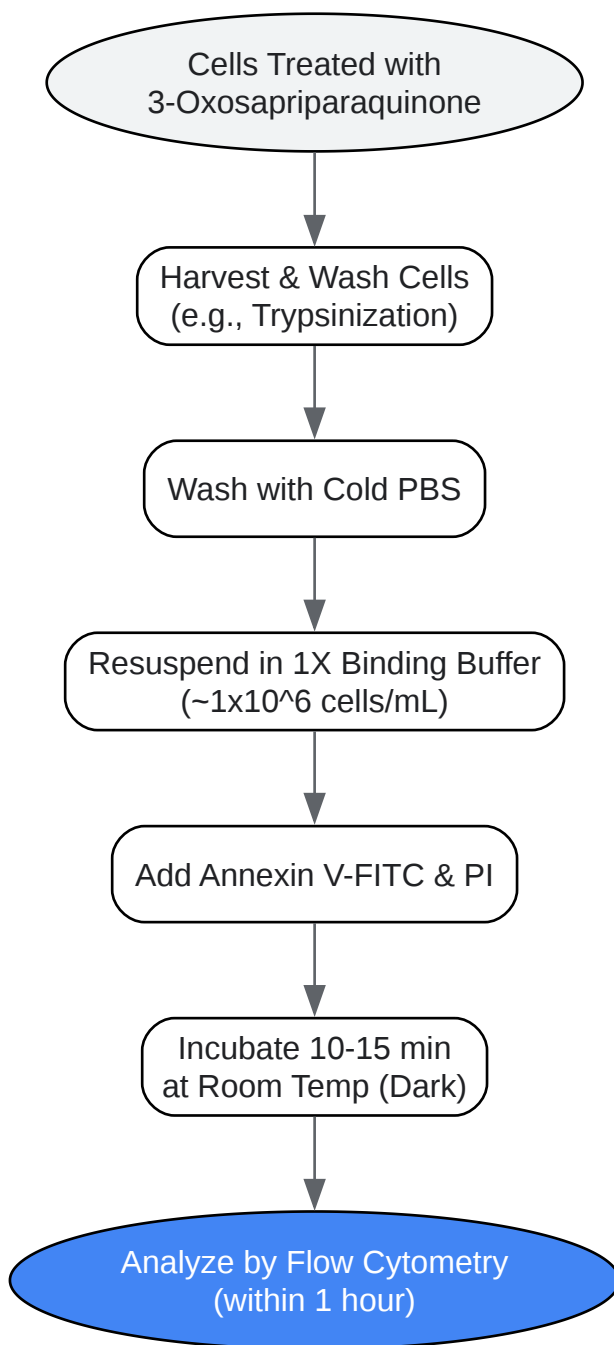 Cells Treated with
3-Oxosapriparaquinone
Harvest & Wash Cells
(e.g., Trypsinization)
Wash with Cold PBS
Resuspend in 1X Binding Buffer
(~1x10^6 cells/mL)
Add Annexin V-FITC & PI
Incubate 10-15 min
at Room Temp (Dark)
Analyze by Flow Cytometry
(within 1 hour)